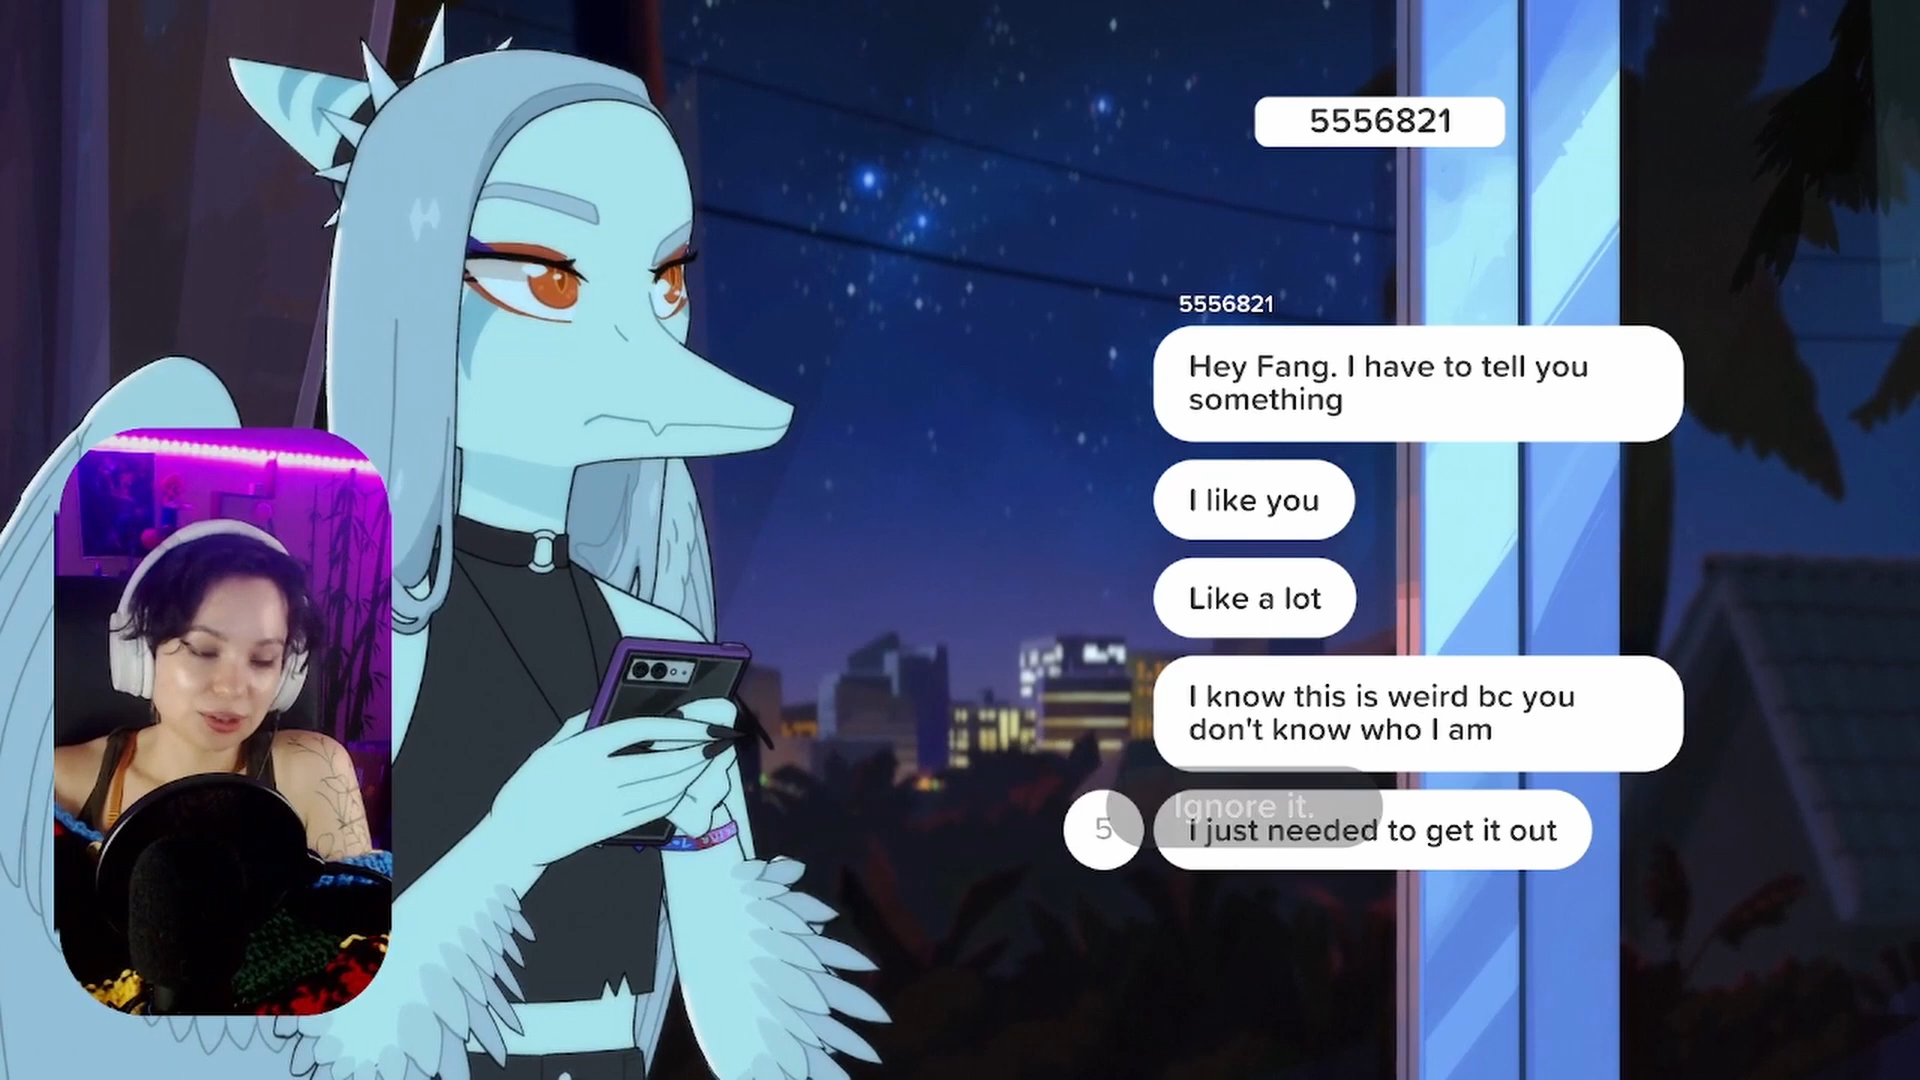 5556821
5556821
Hey Fang. I have to tell you
something
I like you
Like a lot
I know this is weird bc you
don't know who I am
Ignore it.
5
I just needed to get it out